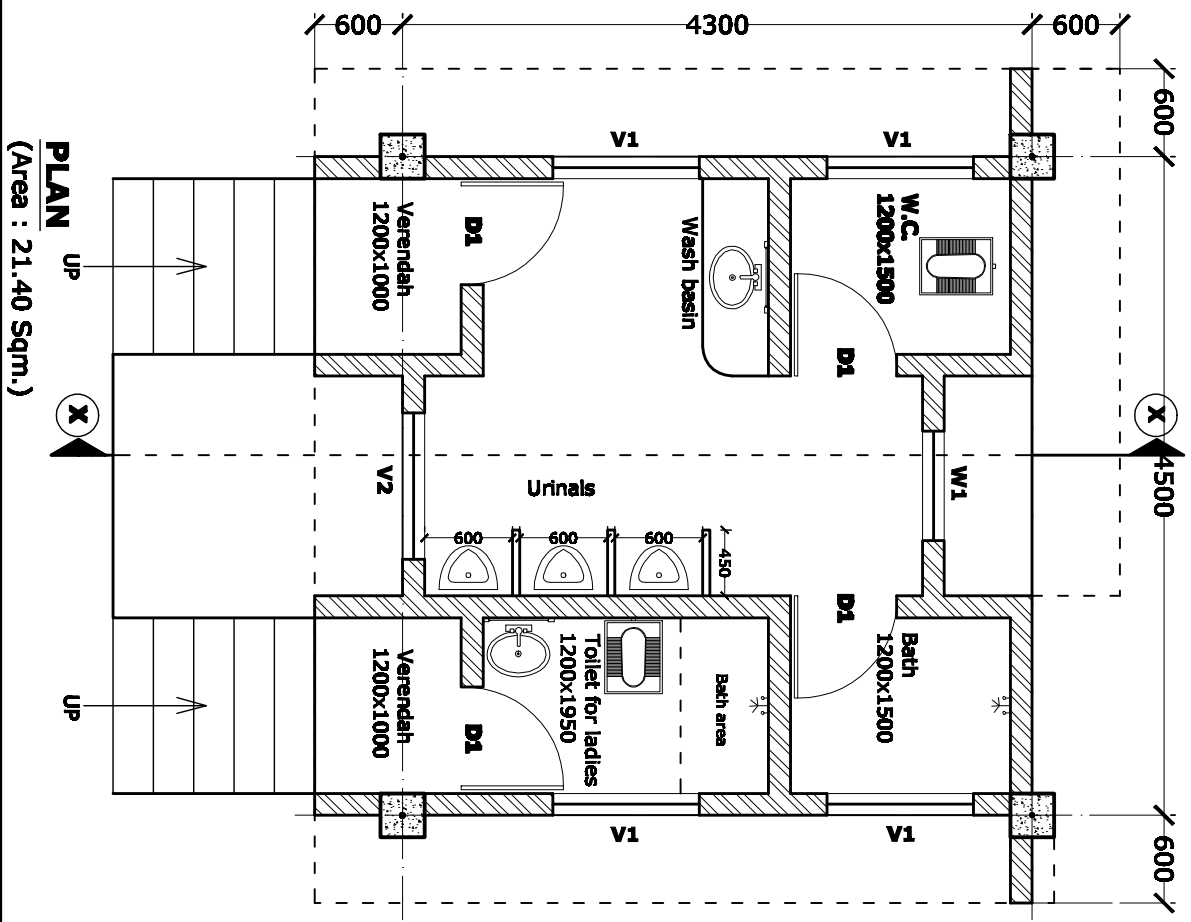 600
4300
600
600
4500
600
V1
V1
V1
V1
V2
W1
D1
D1
D1
D1
W.C.
1200x1500
Wash basin
Verendah
1200x1000
UP
X
X
Urinals
600
600
600
450
Bath
1200x1500
Bath area
Toilet for ladies
1200x1950
Verendah
1200x1000
UP
PLAN
(Area : 21.40 Sqm.)